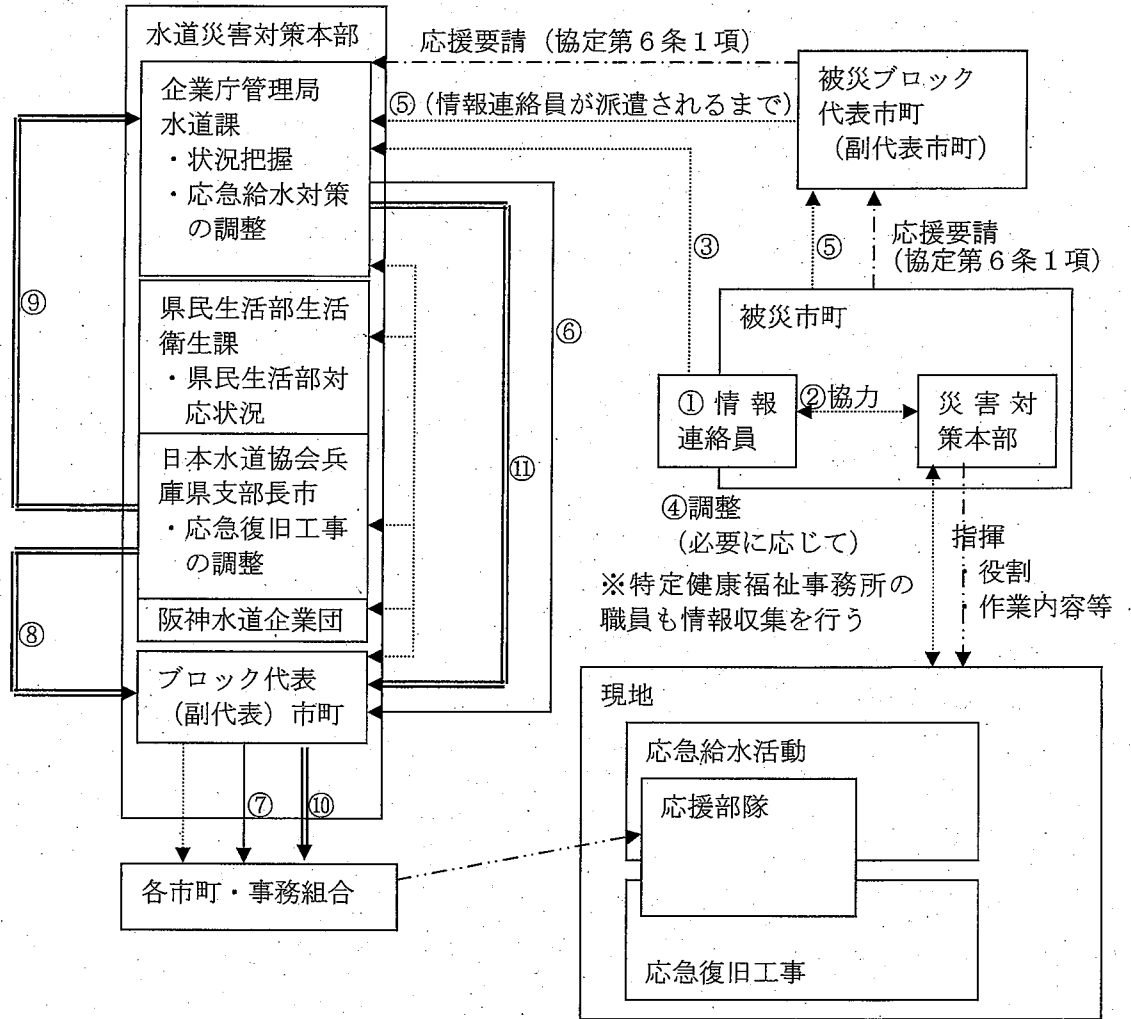 水道災害対策本部
企業庁管理局
水道課
・状況把握
・応急給水対策
の調整
県民生活部生活
衛生課
・県民生活部対
応状況
日本水道協会兵
庫県支部長市
・応急復旧工事
の調整
阪神水道企業団
ブロック代表
（副代表）市町
⑨
⑧
⑦
⑩
⑪
⑥
各市町・事務組合
応援要請（協定第６条１項）
⑤（情報連絡員が派遣されるまで）
③
被災ブロック
代表市町
（副代表市町）
⑤
応援要請
（協定第６条１項）
被災市町
①情報
連絡員
②協力
災害対
策本部
④調整
（必要に応じて）
※特定健康福祉事務所の
職員も情報収集を行う
指揮
・役割
・作業内容等
現地
応急給水活動
応援部隊
応急復旧工事